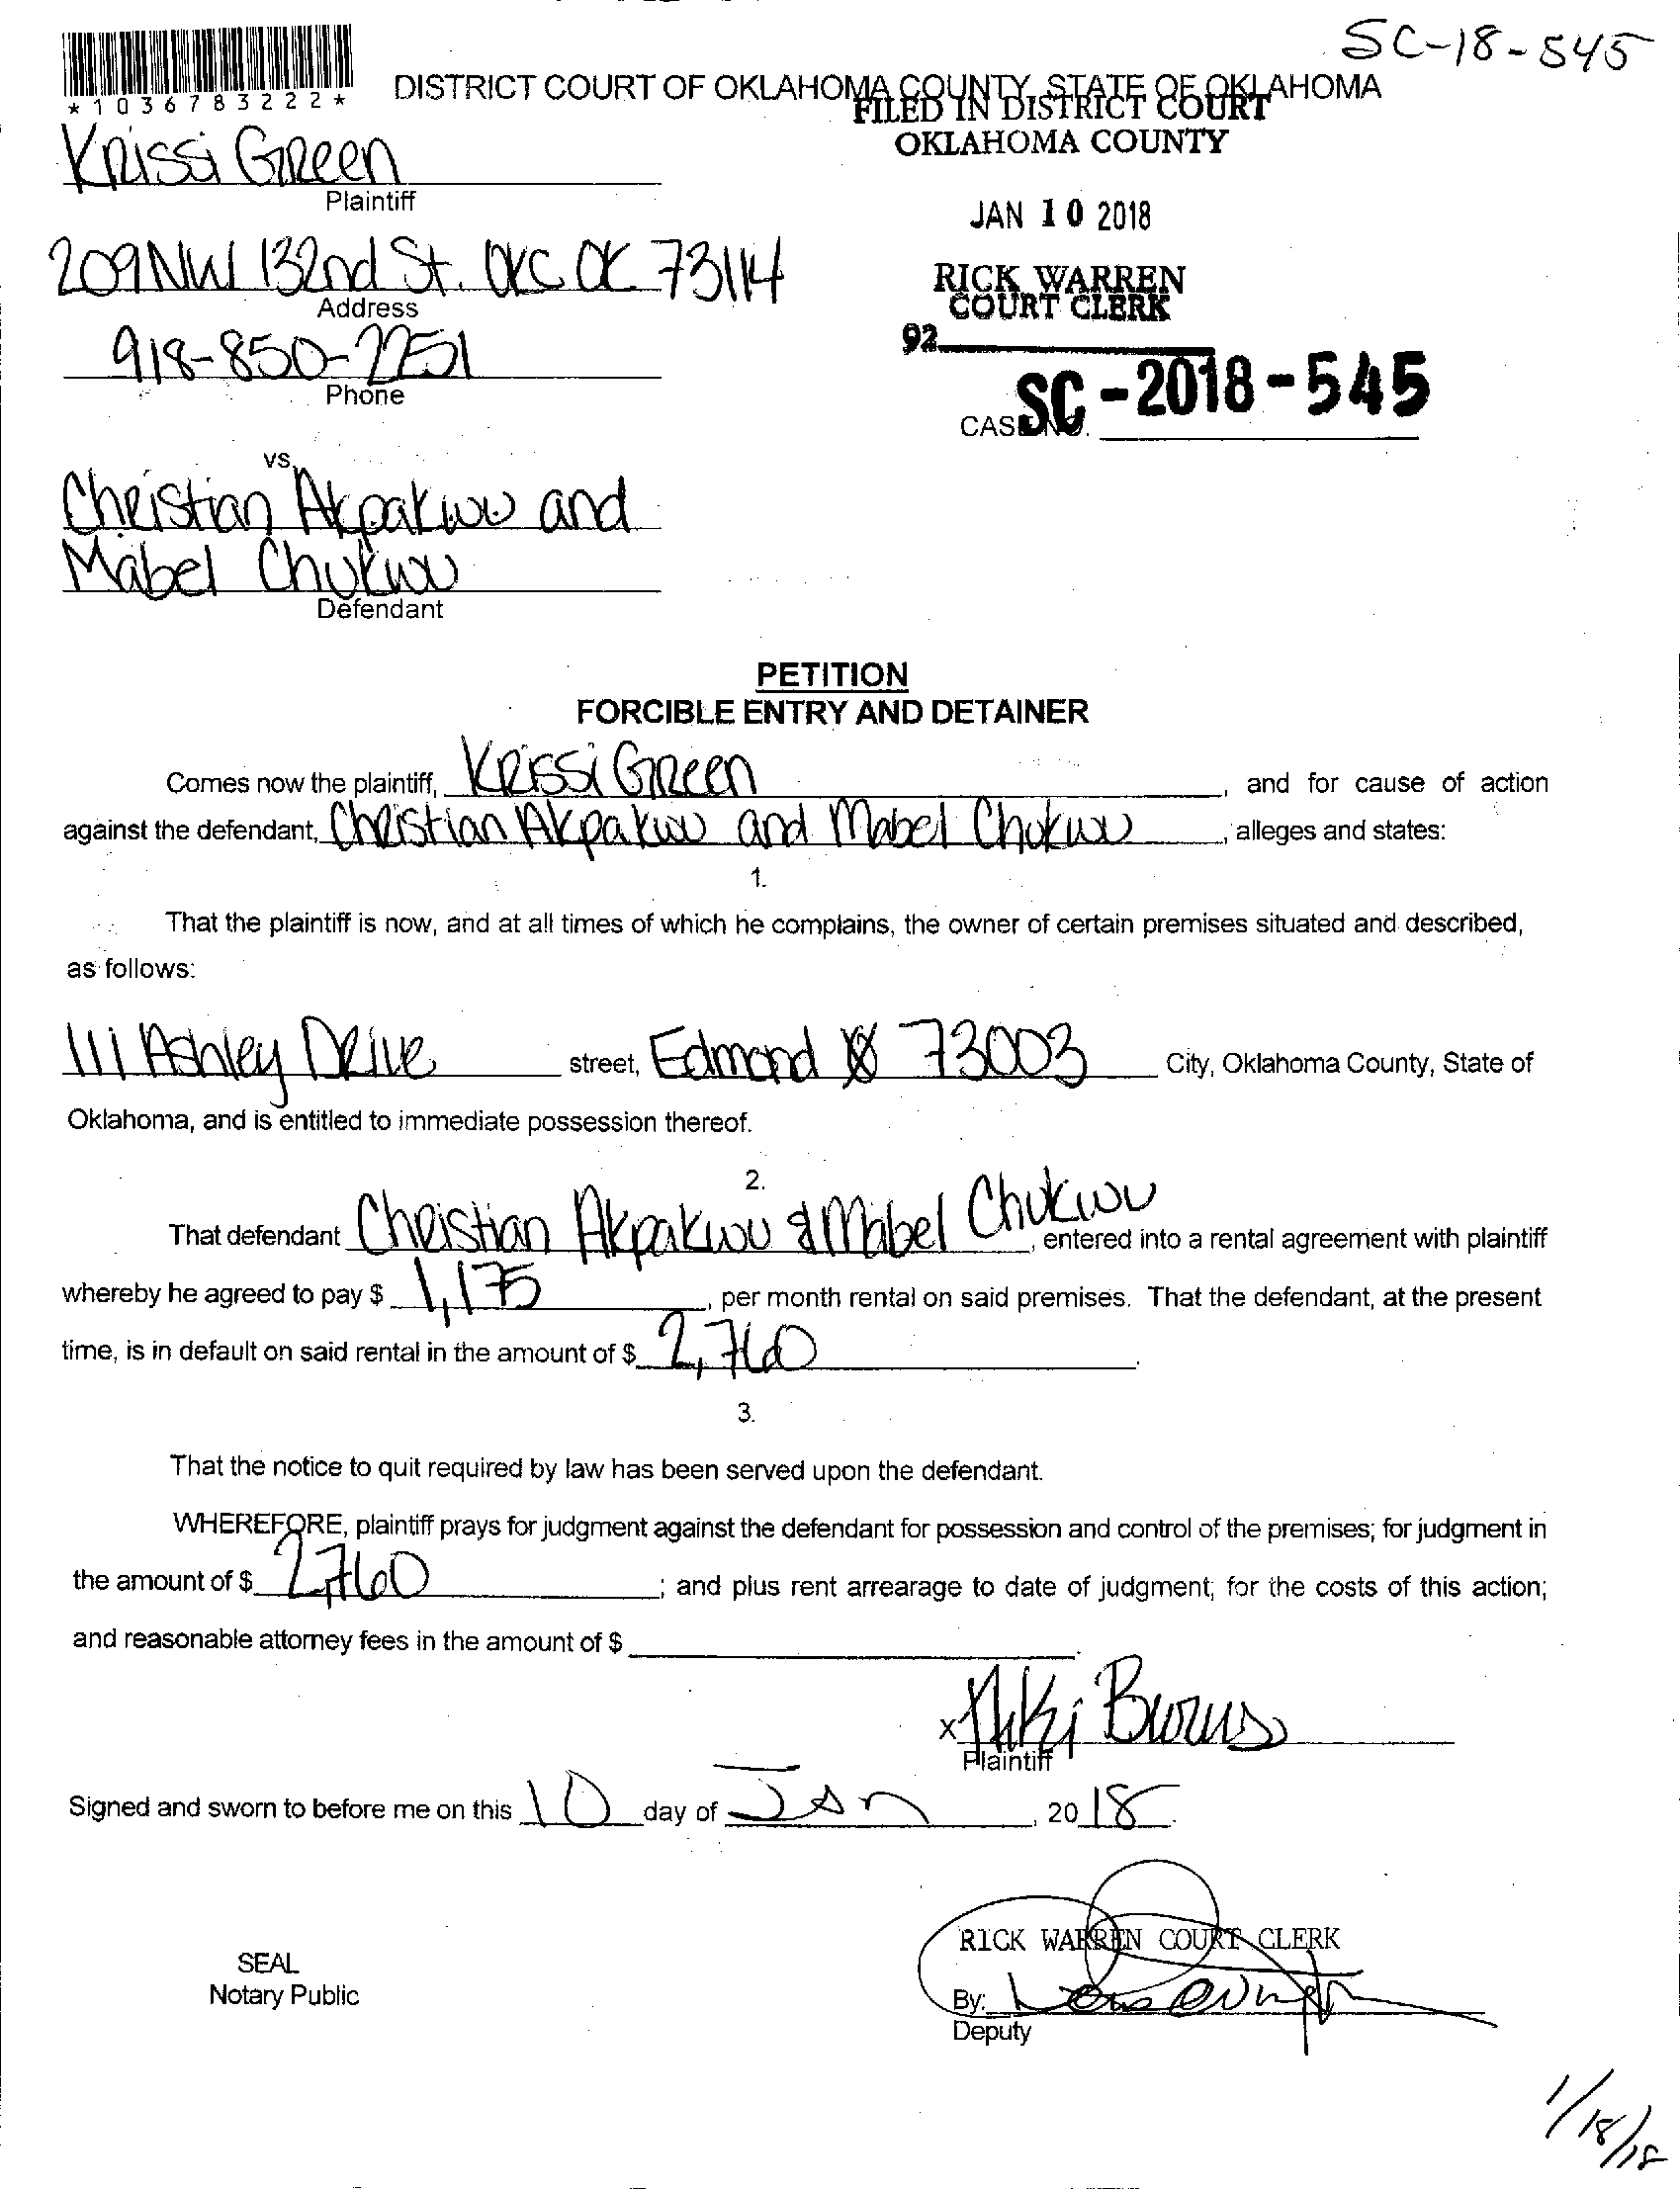 SC-18-545
*1036783222*
DISTRICT COURT OF OKLAHOMA COUNTY, STATE OF OKLAHOMA
FILED IN DISTRICT COURT
OKLAHOMA COUNTY
Krissi Green
Plaintiff
JAN 10 2018
209 NW 132nd St. OKC OK 73114
Address
RICK WARREN
COURT CLERK
918-850-2251
Phone
92
CASE NO. SC-2018-545
vs.
Christian Akpakwu and
Mabel Chukwu
Defendant
PETITION
FORCIBLE ENTRY AND DETAINER
Comes now the plaintiff, Krissi Green, and for cause of action
against the defendant, Christian Akpakwu and Mabel Chukwu, alleges and states:
1.
That the plaintiff is now, and at all times of which he complains, the owner of certain premises situated and described,
as follows:
111 Ashley Drive street, Edmond 73003 City, Oklahoma County, State of
Oklahoma, and is entitled to immediate possession thereof.
2.
That defendant Christian Akpakwu & Mabel Chukwu, entered into a rental agreement with plaintiff
whereby he agreed to pay $ 1,175, per month rental on said premises. That the defendant, at the present
time, is in default on said rental in the amount of $ 2,760.
3.
That the notice to quit required by law has been served upon the defendant.
WHEREFORE, plaintiff prays for judgment against the defendant for possession and control of the premises; for judgment in
the amount of $ 2,760; and plus rent arrearage to date of judgment; for the costs of this action;
and reasonable attorney fees in the amount of $
x Niki Burus
Plaintiff
Signed and sworn to before me on this 10 day of Jan, 2018.
RICK WARREN COURT CLERK
SEAL
Notary Public
By:
Deputy
1/18/18